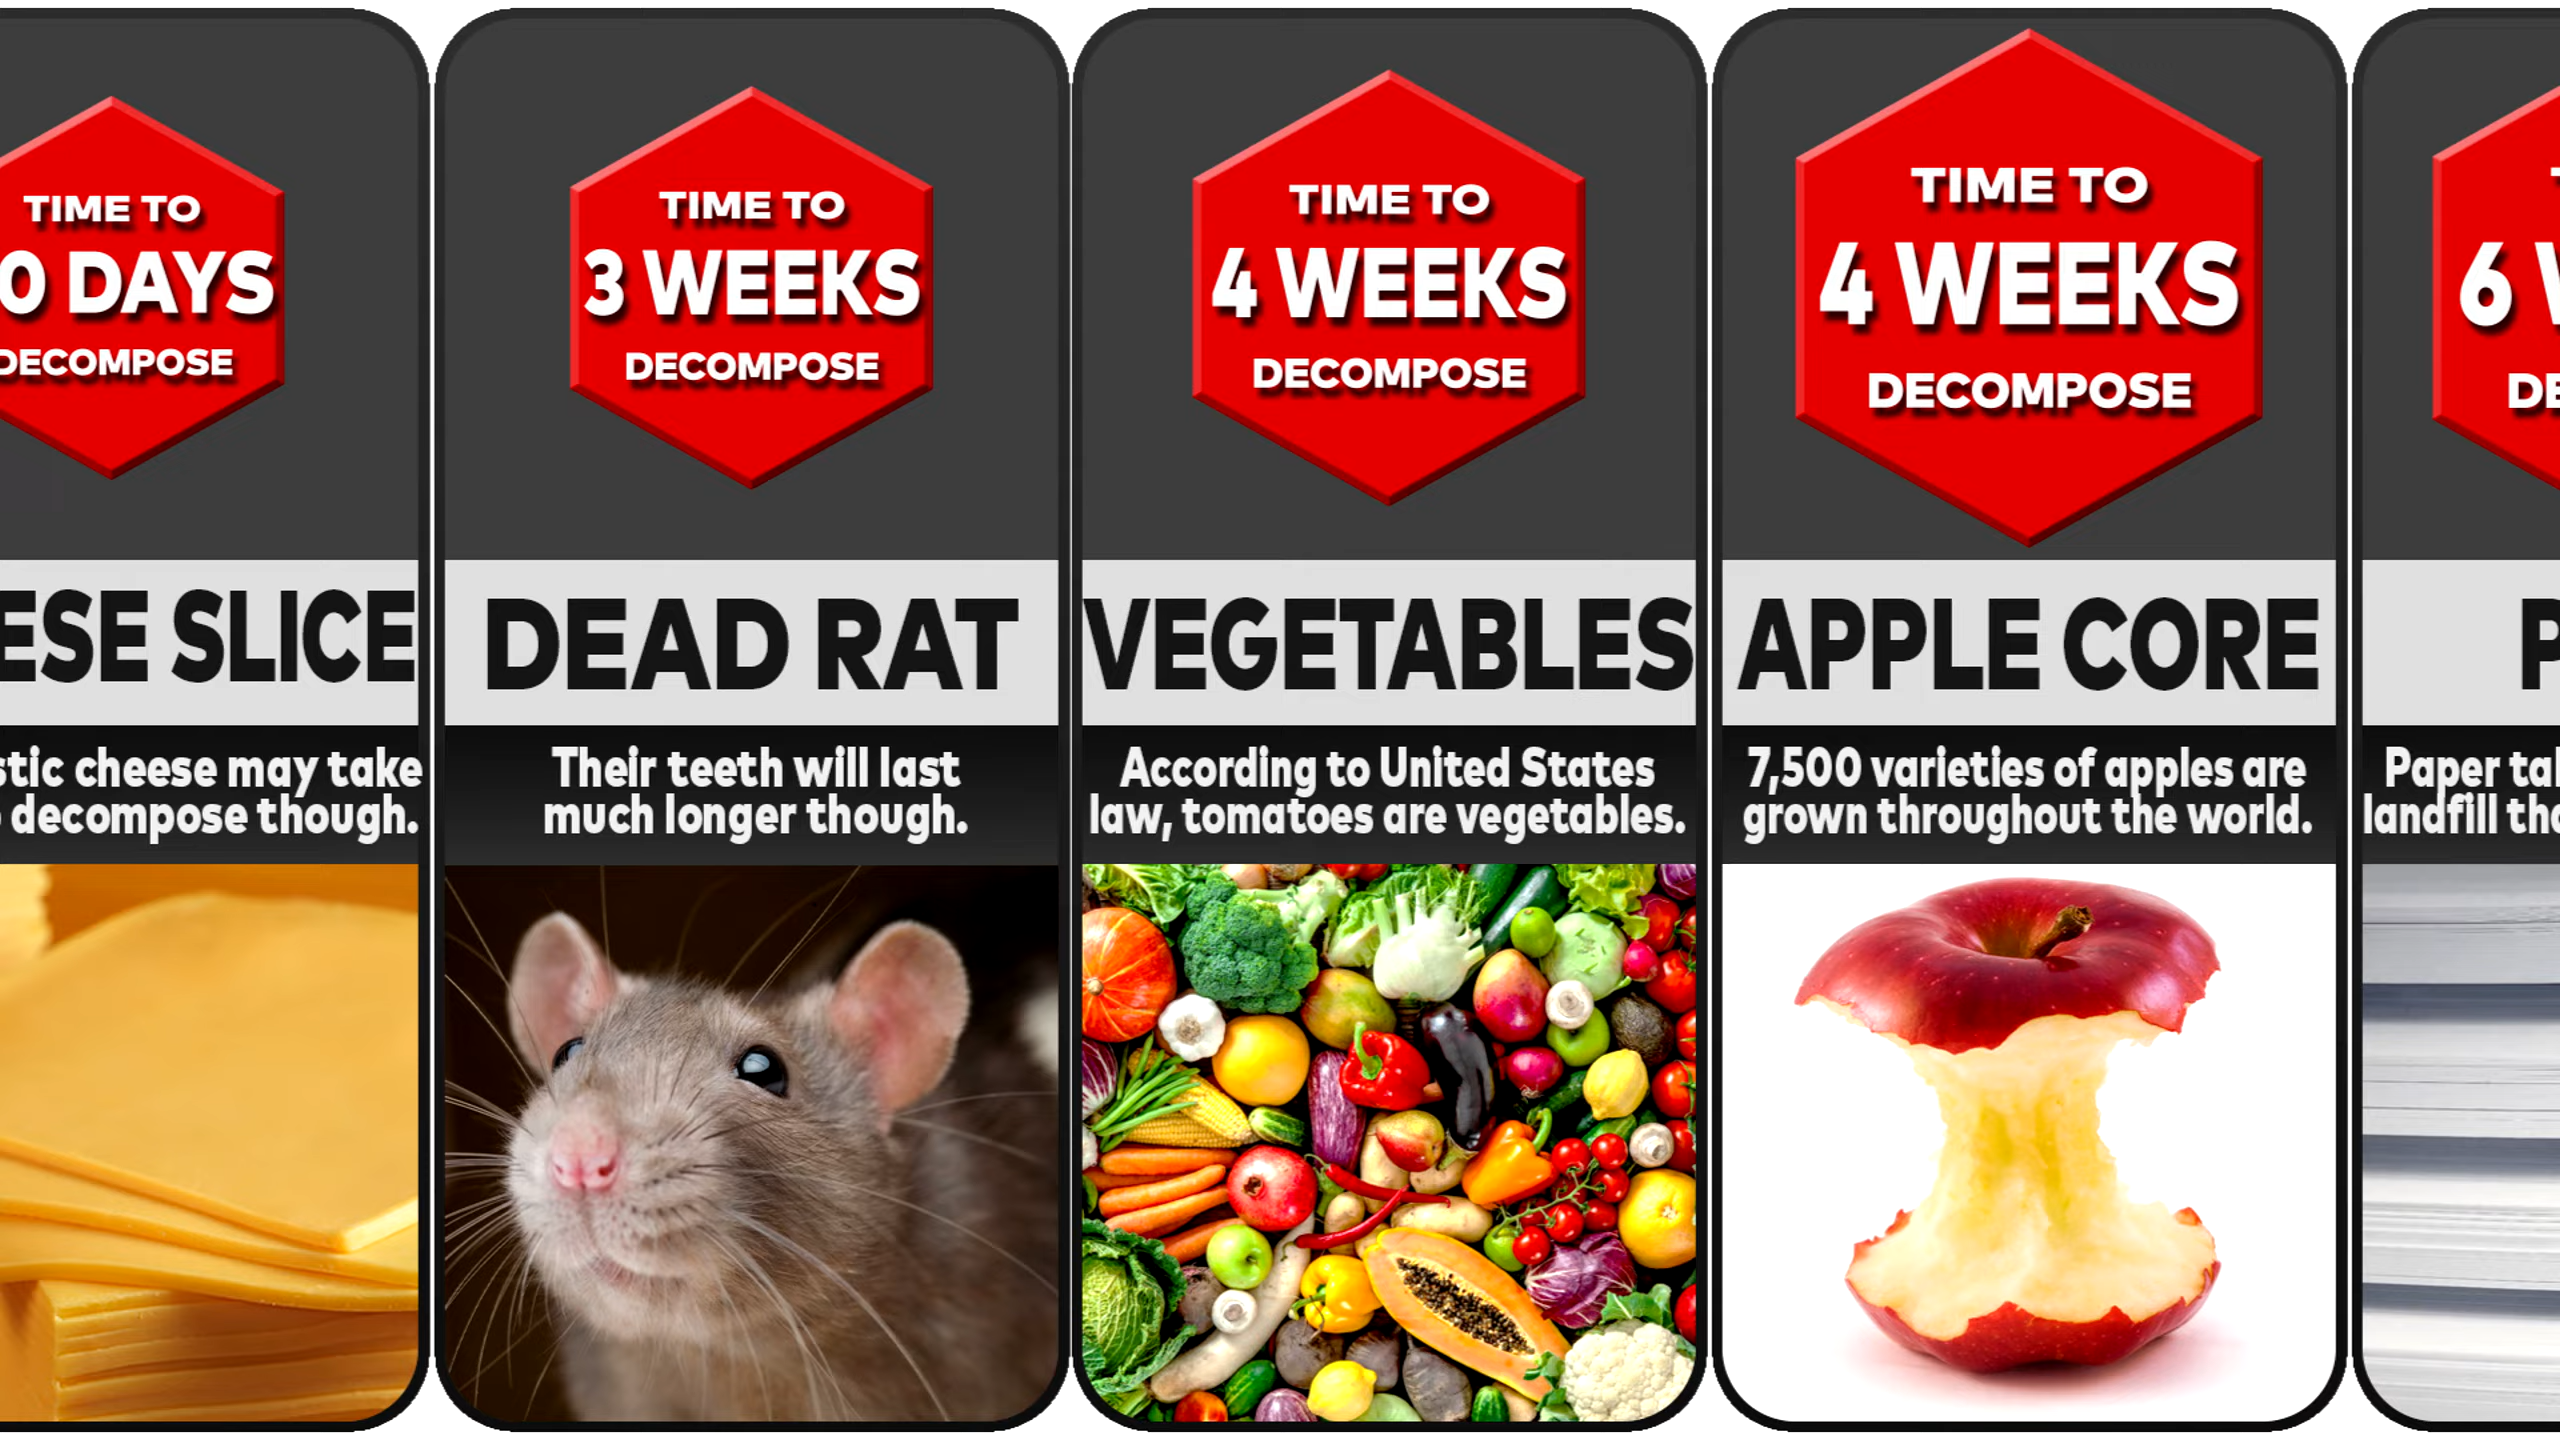 TIME TO
0 DAYS
DECOMPOSE
ESE SLICE
stic cheese may take
decompose though.
TIME TO
3 WEEKS
DECOMPOSE
DEAD RAT
Their teeth will last
much longer though.
TIME TO
4 WEEKS
DECOMPOSE
VEGETABLES
According to United States
law, tomatoes are vegetables.
TIME TO
4 WEEKS
DECOMPOSE
APPLE CORE
7,500 varieties of apples are
grown throughout the world.
6 W
DE
P
Paper tal
landfill tha